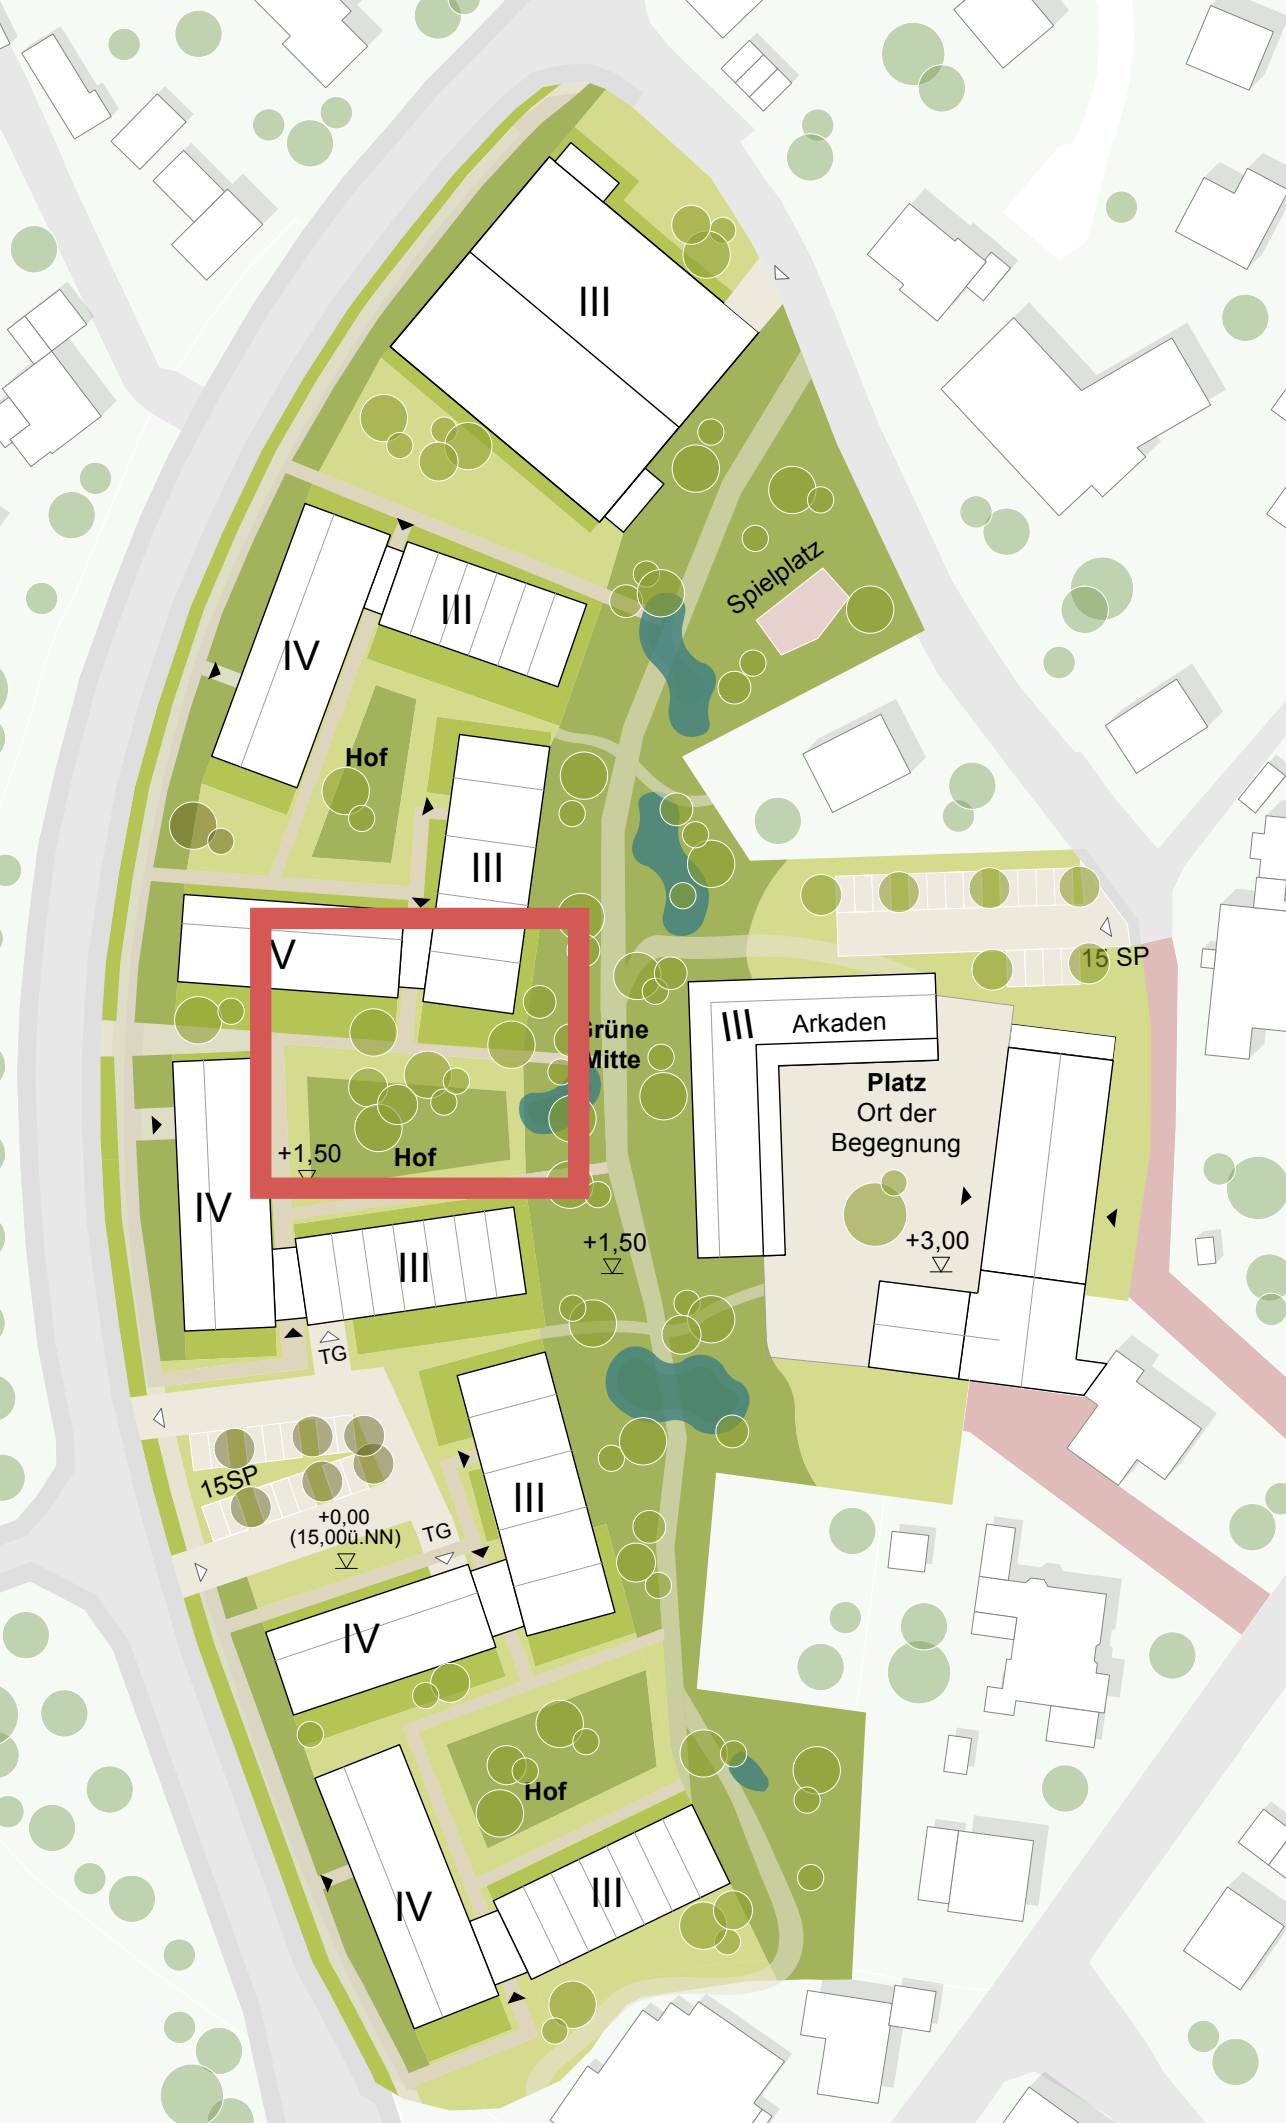 III
Spielplatz
III
IV
Hof
III
V
15 SP
III
Arkaden
Grüne
Mitte
Platz
Ort der
Begegnung
+1,50
Hof
IV
+1,50
+3,00
III
TG
15SP
III
+0,00
(15,00ü.NN)
TG
IV
Hof
III
IV